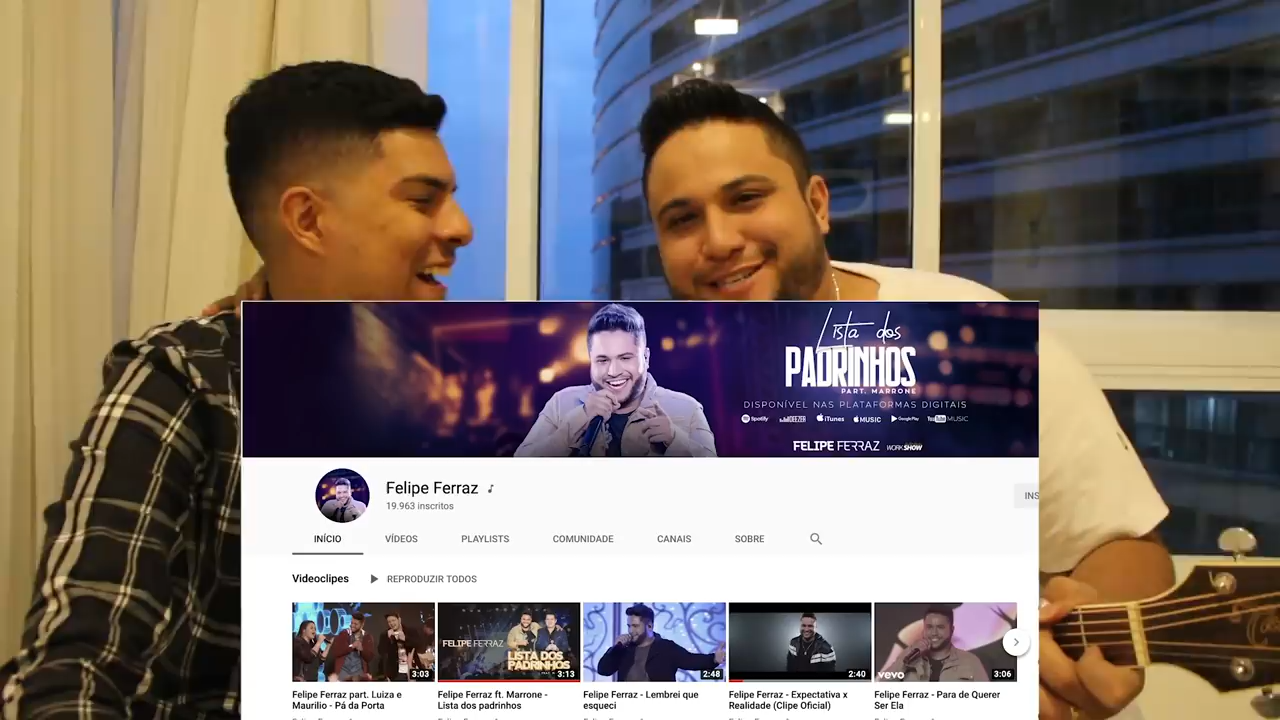 Lista dos
PADRINHOS
PART. MARRONE
DISPONÍVEL NAS PLATAFORMAS DIGITAIS
Spotify DEEZER iTunes MUSIC Google Play YouTube MUSIC
FELIPE FERRAZ WORKSHOW
Felipe Ferraz
19.963 inscritos
INS
INÍCIO VÍDEOS PLAYLISTS COMUNIDADE CANAIS SOBRE
Videoclipes REPRODUZIR TODOS
FELIPE FERRAZ
LISTA DOS
PADRINHOS
vevo
3:03 3:13 2:48 2:40 3:06
Felipe Ferraz part. Luiza e
Maurilio - Pá da Porta
Felipe Ferraz ft. Marrone -
Lista dos padrinhos
Felipe Ferraz - Lembrei que
esqueci
Felipe Ferraz - Expectativa x
Realidade (Clipe Oficial)
Felipe Ferraz - Para de Querer
Ser Ela